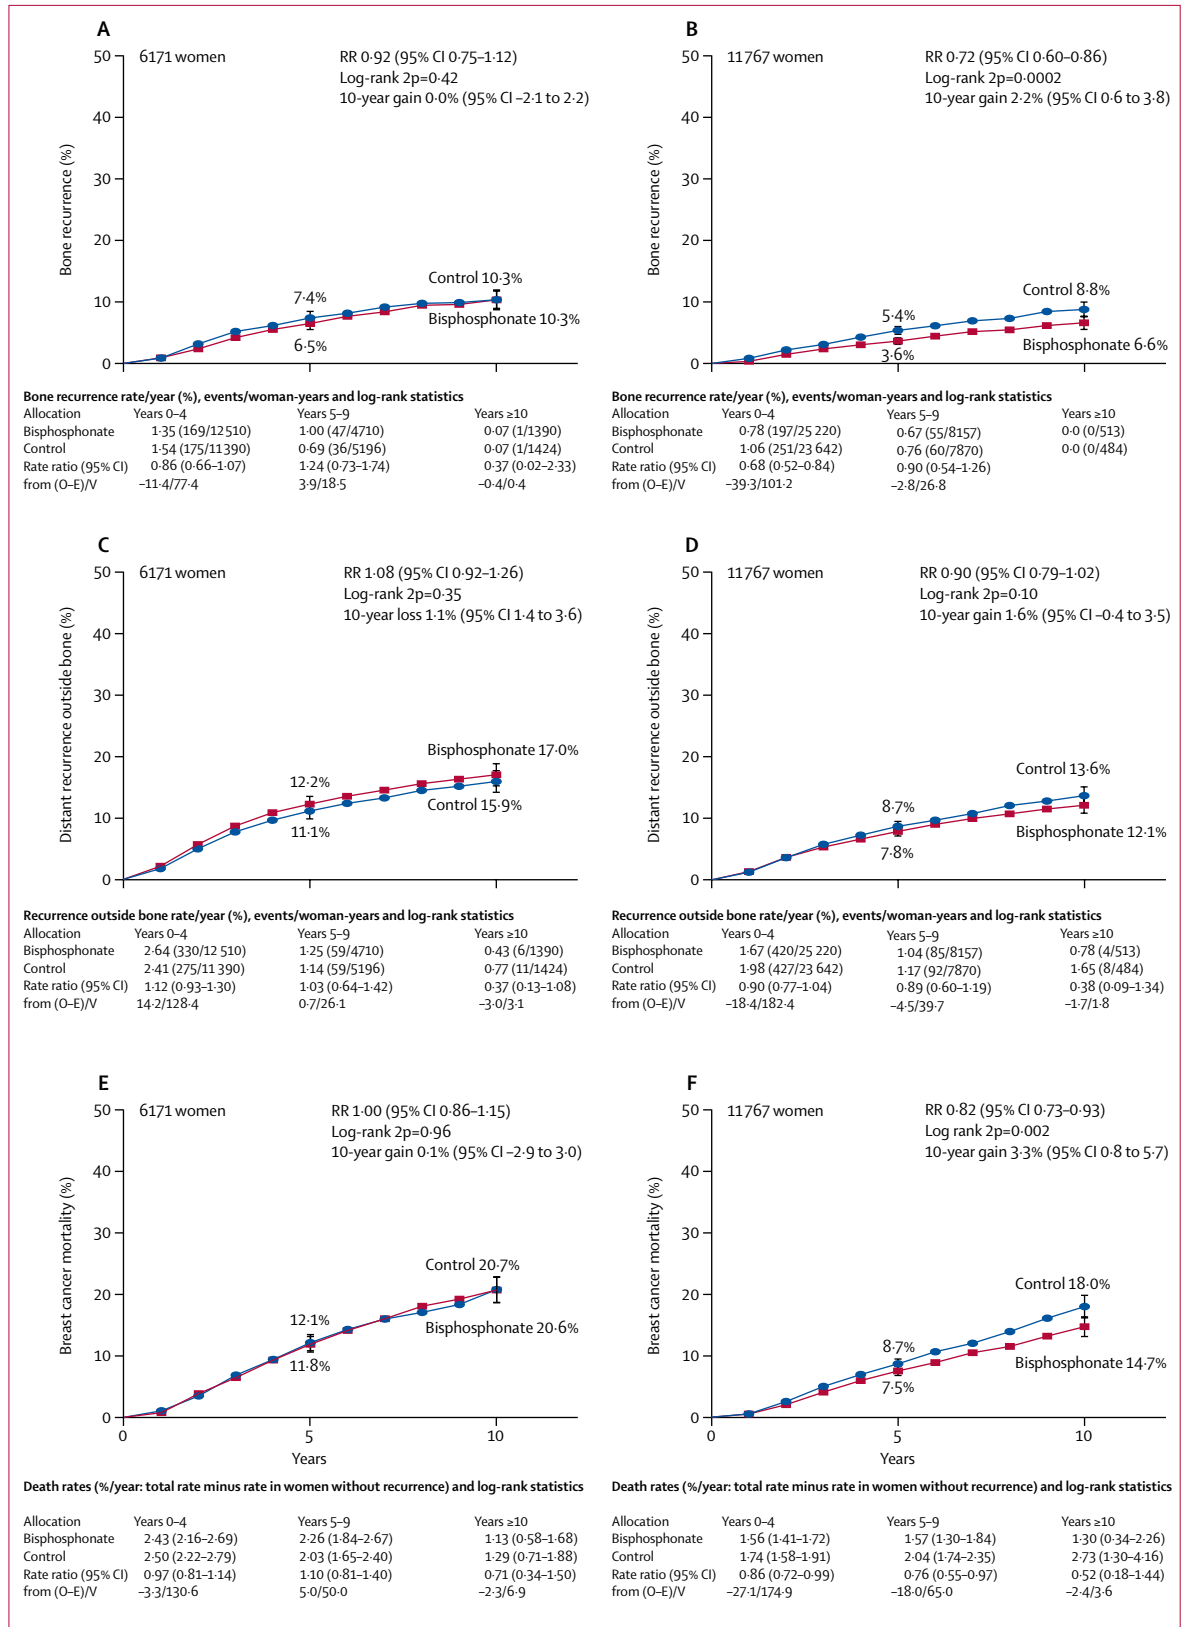 A
6171 women
RR 0·92 (95% CI 0·75–1·12)
Log-rank 2p=0·42
10-year gain 0·0% (95% CI –2·1 to 2·2)
Bone recurrence (%)
50
40
30
20
10
0
7·4%
6·5%
Control 10·3%
Bisphosphonate 10·3%
Bone recurrence rate/year (%), events/woman-years and log-rank statistics
Allocation Years 0–4 Years 5–9 Years ≥10
Bisphosphonate 1·35 (169/12 510) 1·00 (47/4710) 0·07 (1/1390)
Control 1·54 (175/11 390) 0·69 (36/5196) 0·07 (1/1424)
Rate ratio (95% CI) 0·86 (0·66–1·07) 1·24 (0·73–1·74) 0·37 (0·02–2·33)
from (O–E)/V –11·4/77·4 3·9/18·5 –0·4/0·4
B
11 767 women
RR 0·72 (95% CI 0·60–0·86)
Log-rank 2p=0·0002
10-year gain 2·2% (95% CI 0·6 to 3·8)
Bone recurrence (%)
50
40
30
20
10
0
5·4%
3·6%
Control 8·8%
Bisphosphonate 6·6%
Bone recurrence rate/year (%), events/woman-years and log-rank statistics
Allocation Years 0–4 Years 5–9 Years ≥10
Bisphosphonate 0·78 (197/25 220) 0·67 (55/8157) 0·0 (0/513)
Control 1·06 (251/23 642) 0·76 (60/7870) 0·0 (0/484)
Rate ratio (95% CI) 0·68 (0·52–0·84) 0·90 (0·54–1·26)
from (O–E)/V –39·3/101·2 –2·8/26·8
C
6171 women
RR 1·08 (95% CI 0·92–1·26)
Log-rank 2p=0·35
10-year loss 1·1% (95% CI 1·4 to 3·6)
Distant recurrence outside bone (%)
50
40
30
20
10
0
12·2%
11·1%
Bisphosphonate 17·0%
Control 15·9%
Recurrence outside bone rate/year (%), events/woman-years and log-rank statistics
Allocation Years 0–4 Years 5–9 Years ≥10
Bisphosphonate 2·64 (330/12 510) 1·25 (59/4710) 0·43 (6/1390)
Control 2·41 (275/11 390) 1·14 (59/5196) 0·77 (11/1424)
Rate ratio (95% CI) 1·12 (0·93–1·30) 1·03 (0·64–1·42) 0·37 (0·13–1·08)
from (O–E)/V 14·2/128·4 0·7/26·1 –3·0/3·1
D
11 767 women
RR 0·90 (95% CI 0·79–1·02)
Log-rank 2p=0·10
10-year gain 1·6% (95% CI –0·4 to 3·5)
Distant recurrence outside bone (%)
50
40
30
20
10
0
8·7%
7·8%
Control 13·6%
Bisphosphonate 12·1%
Recurrence outside bone rate/year (%), events/woman-years and log-rank statistics
Allocation Years 0–4 Years 5–9 Years ≥10
Bisphosphonate 1·67 (420/25 220) 1·04 (85/8157) 0·78 (4/513)
Control 1·98 (427/23 642) 1·17 (92/7870) 1·65 (8/484)
Rate ratio (95% CI) 0·90 (0·77–1·04) 0·89 (0·60–1·19) 0·38 (0·09–1·34)
from (O–E)/V –18·4/182·4 –4·5/39·7 –1·7/1·8
E
6171 women
RR 1·00 (95% CI 0·86–1·15)
Log-rank 2p=0·96
10-year gain 0·1% (95% CI –2·9 to 3·0)
Breast cancer mortality (%)
50
40
30
20
10
0
12·1%
11·8%
Control 20·7%
Bisphosphonate 20·6%
0 5 10
Years
Death rates (%/year: total rate minus rate in women without recurrence) and log-rank statistics
Allocation Years 0–4 Years 5–9 Years ≥10
Bisphosphonate 2·43 (2·16–2·69) 2·26 (1·84–2·67) 1·13 (0·58–1·68)
Control 2·50 (2·22–2·79) 2·03 (1·65–2·40) 1·29 (0·71–1·88)
Rate ratio (95% CI) 0·97 (0·81–1·14) 1·10 (0·81–1·40) 0·71 (0·34–1·50)
from (O–E)/V –3·3/130·6 5·0/50·0 –2·3/6·9
F
11 767 women
RR 0·82 (95% CI 0·73–0·93)
Log rank 2p=0·002
10-year gain 3·3% (95% CI 0·8 to 5·7)
Breast cancer mortality (%)
50
40
30
20
10
0
8·7%
7·5%
Control 18·0%
Bisphosphonate 14·7%
0 5 10
Years
Death rates (%/year: total rate minus rate in women without recurrence) and log-rank statistics
Allocation Years 0–4 Years 5–9 Years ≥10
Bisphosphonate 1·56 (1·41–1·72) 1·57 (1·30–1·84) 1·30 (0·34–2·26)
Control 1·74 (1·58–1·91) 2·04 (1·74–2·35) 2·73 (1·30–4·16)
Rate ratio (95% CI) 0·86 (0·72–0·99) 0·76 (0·55–0·97) 0·52 (0·18–1·44)
from (O–E)/V –27·1/174·9 –18·0/65·0 –2·4/3·6